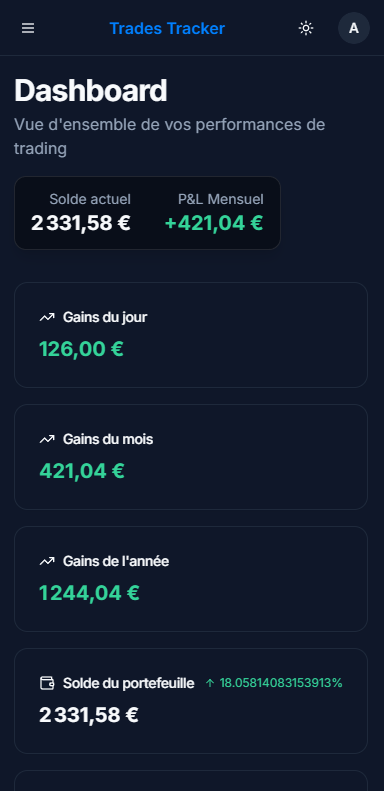 Trades Tracker
A
Dashboard
Vue d'ensemble de vos performances de
trading
Solde actuel P&L Mensuel
2 331,58 € +421,04 €
Gains du jour
126,00 €
Gains du mois
421,04 €
Gains de l'année
1 244,04 €
Solde du portefeuille ↑ 18.05814083153913%
2 331,58 €